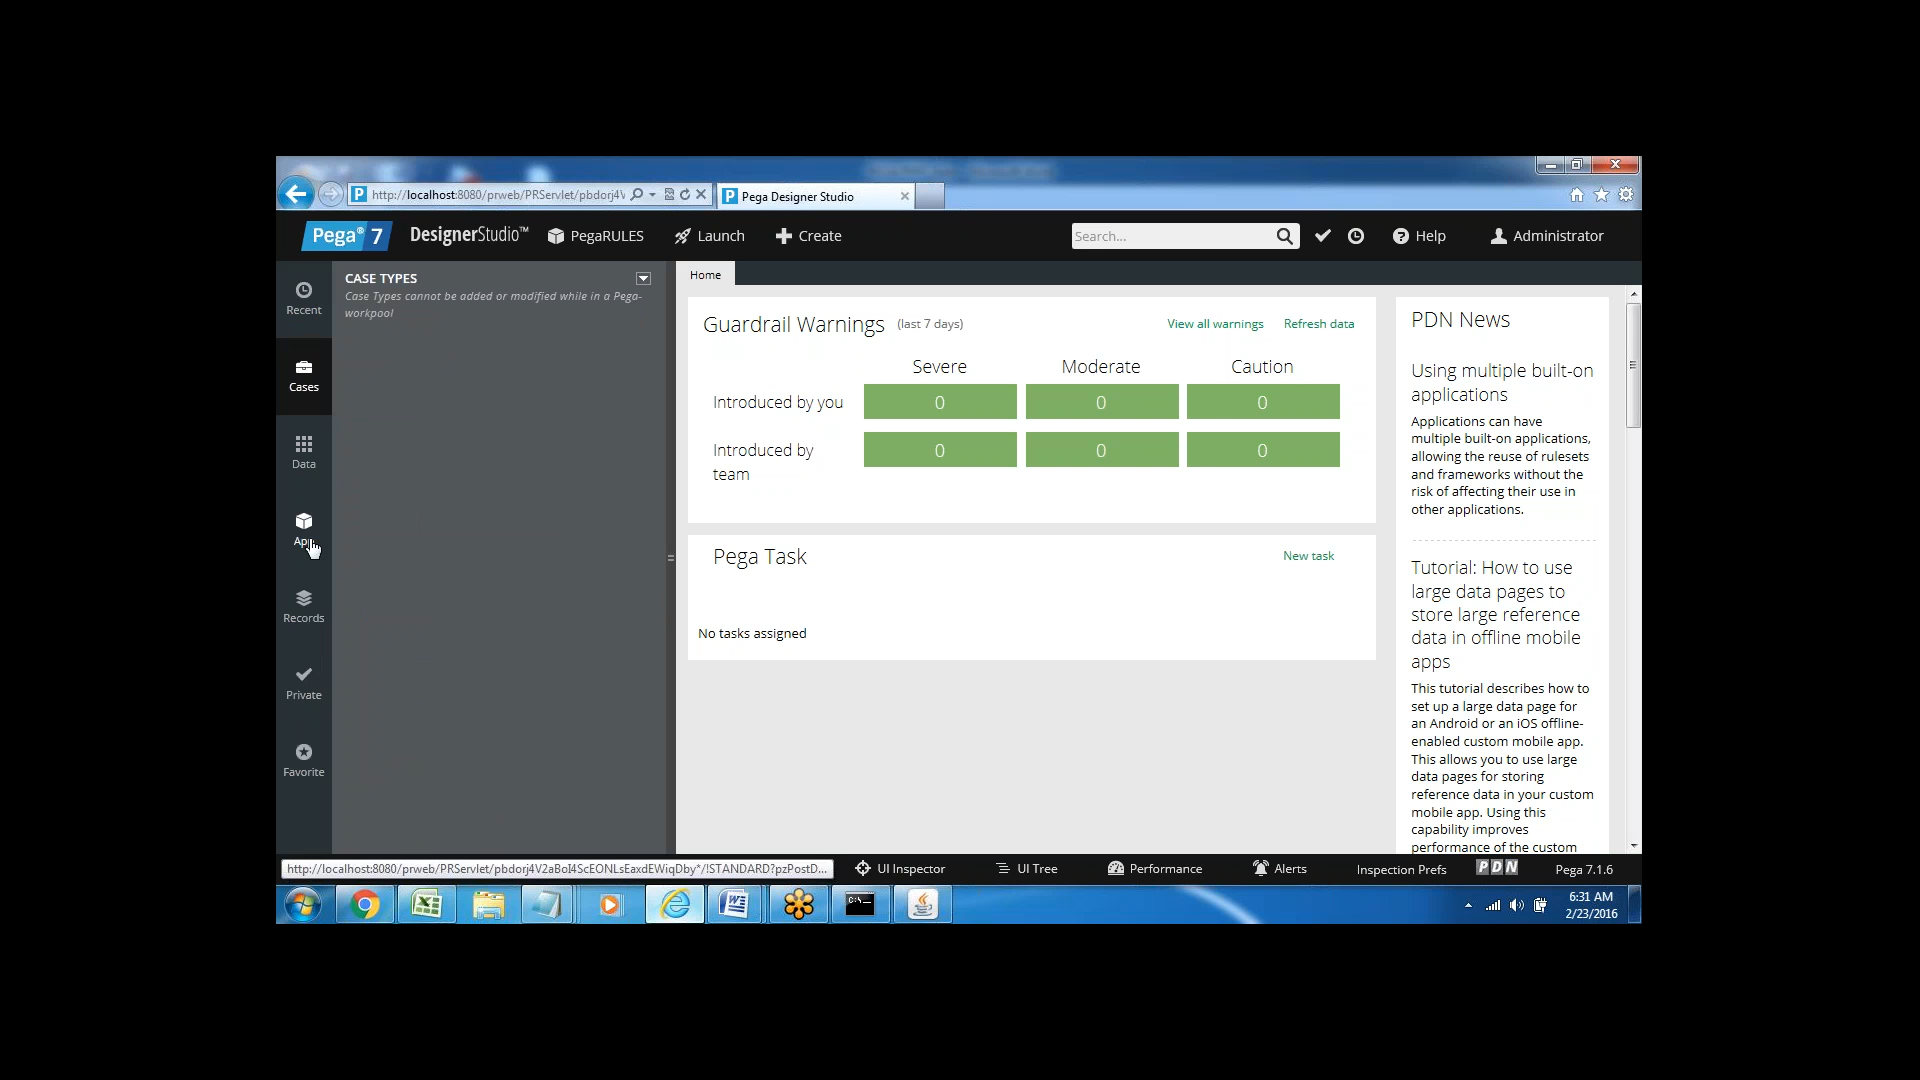 http://localhost:8080/prweb/PRServlet/pbdorj4V
Pega Designer Studio
Pega® 7
DesignerStudio™
PegaRULES
Launch
Create
Search...
Help
Administrator
Recent
Cases
Data
App
Records
Private
Favorite
CASE TYPES
Case Types cannot be added or modified while in a Pega-
workpool
Home
Guardrail Warnings (last 7 days)
View all warnings
Refresh data
Severe Moderate Caution
Introduced by you 0 0 0
Introduced by
team
0 0 0
Pega Task
New task
No tasks assigned
PDN News
Using multiple built-on
applications
Applications can have
multiple built-on applications,
allowing the reuse of rulesets
and frameworks without the
risk of affecting their use in
other applications.
Tutorial: How to use
large data pages to
store large reference
data in offline mobile
apps
This tutorial describes how to
set up a large data page for
an Android or an iOS offline-
enabled custom mobile app.
This allows you to use large
data pages for storing
reference data in your custom
mobile app. Using this
capability improves
performance of the custom
http://localhost:8080/prweb/PRServlet/pbdorj4V2aBoI4ScEONLsEaxdEWiqDby*/!STANDARD?pzPostD...
UI Inspector
UI Tree
Performance
Alerts
Inspection Prefs
PDN
Pega 7.1.6
6:31 AM
2/23/2016